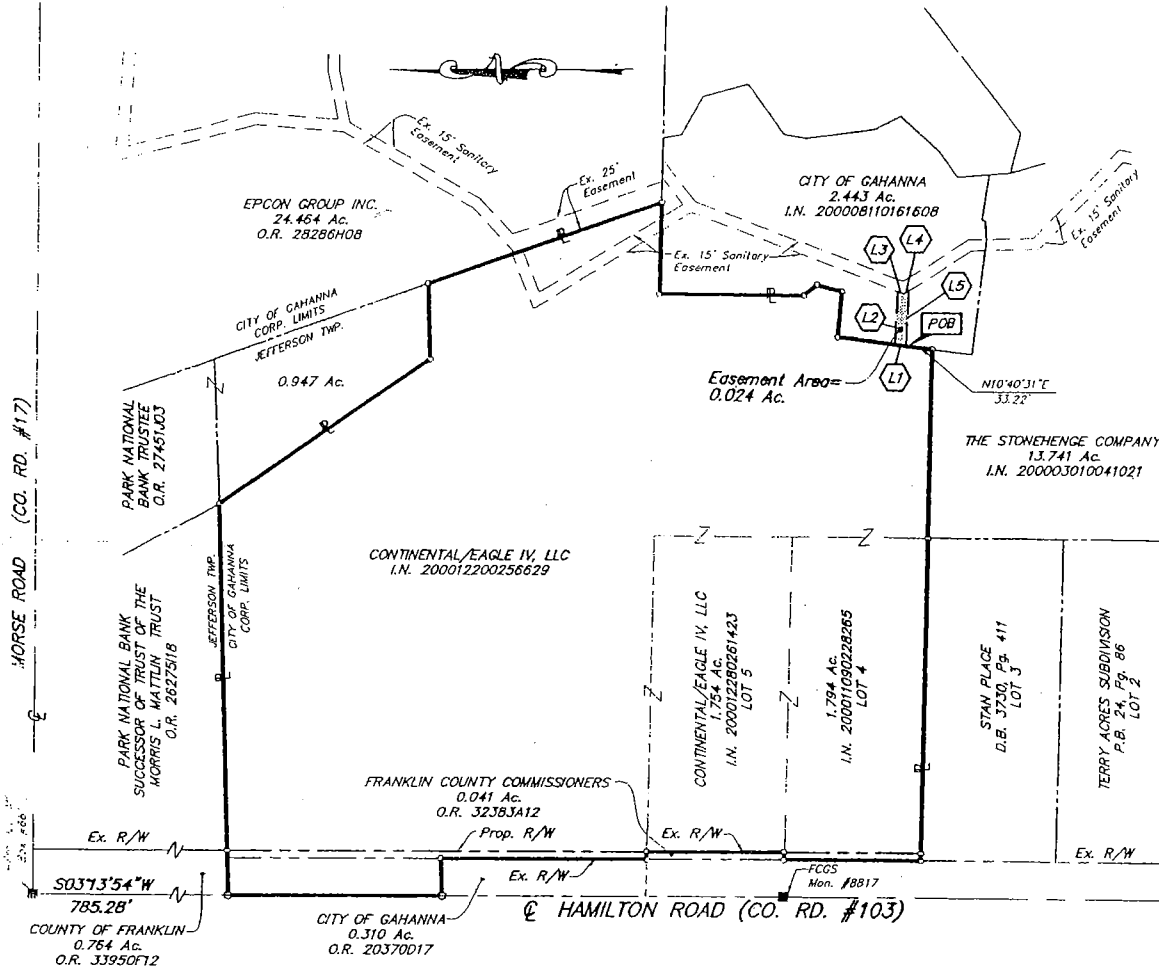 Ex. 15' Sanitary
Easement
EPCON GROUP INC.
24.464 Ac.
O.R. 28286H08
Ex. 25'
Easement
CITY OF GAHANNA
2.443 Ac.
I.N. 200008110161608
Ex. 15' Sanitary
Easement
Ex. 15' Sanitary
Easement
L3
L4
L5
L2
POB
L1
N10°40'31"E
33.22'
Easement Area=
0.024 Ac.
CITY OF GAHANNA
CORP. LIMITS
JEFFERSON TWP.
0.947 Ac.
MORSE ROAD (CO. RD. #17)
PARK NATIONAL
BANK TRUSTEE
O.R. 27451J03
THE STONEHENGE COMPANY
13.741 Ac.
I.N. 200003010041021
CONTINENTAL/EAGLE IV, LLC
I.N. 200012200256629
JEFFERSON TWP.
CITY OF GAHANNA
CORP. LIMITS
PARK NATIONAL BANK
SUCCESSOR OF TRUST OF THE
MORRIS L. MATTLIN TRUST
O.R. 26275I18
CONTINENTAL/EAGLE IV, LLC
1.754 Ac.
I.N. 200012280261423
LOT 5
1.794 Ac.
I.N. 200011090228265
LOT 4
STAN PLACE
D.B. 3730, Pg. 411
LOT 3
TERRY ACRES SUBDIVISION
P.B. 24, Pg. 86
LOT 2
FRANKLIN COUNTY COMMISSIONERS
0.041 Ac.
O.R. 32383A12
Ex. R/W
Prop. R/W
Ex. R/W
Ex. R/W
Ex. R/W
S03°13'54"W
785.28'
FCGS
Mon. #8817
COUNTY OF FRANKLIN
0.764 Ac.
O.R. 33950F12
CITY OF GAHANNA
0.310 Ac.
O.R. 20370D17
HAMILTON ROAD (CO. RD. #103)